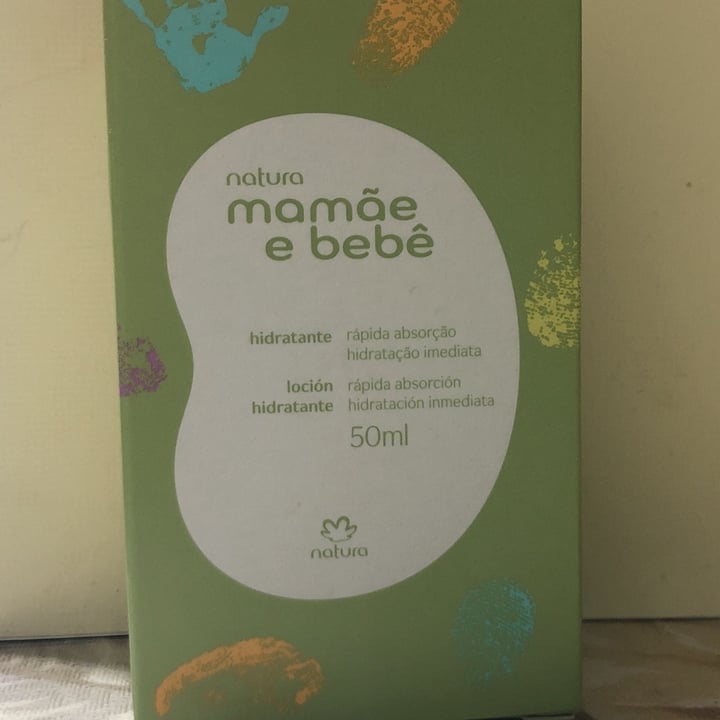 natura
mamãe
e bebê
hidratante rápida absorção
hidratação imediata
loción rápida absorción
hidratante hidratación inmediata
50ml
natura